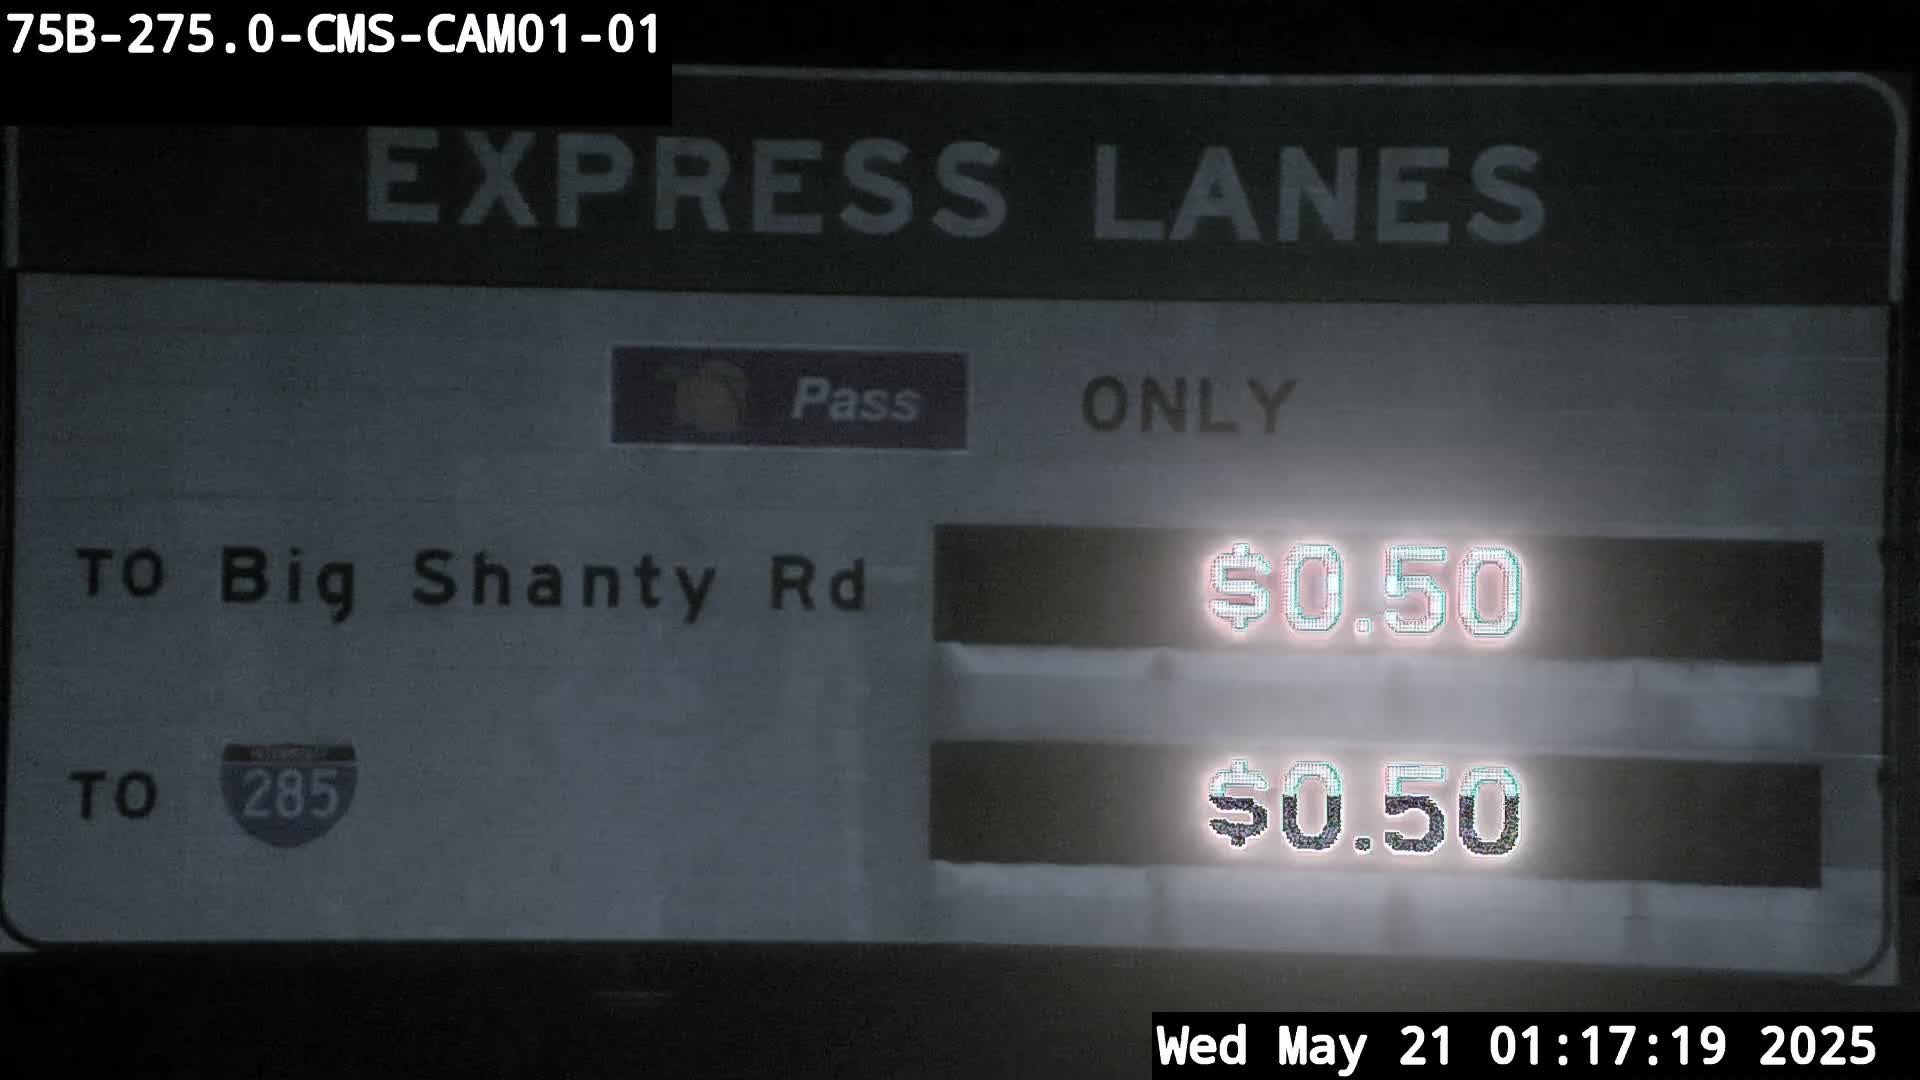 75B-275.0-CMS-CAM01-01
EXPRESS LANES
Pass ONLY
TO Big Shanty Rd $0.50
TO 285 $0.50
Wed May 21 01:17:19 2025